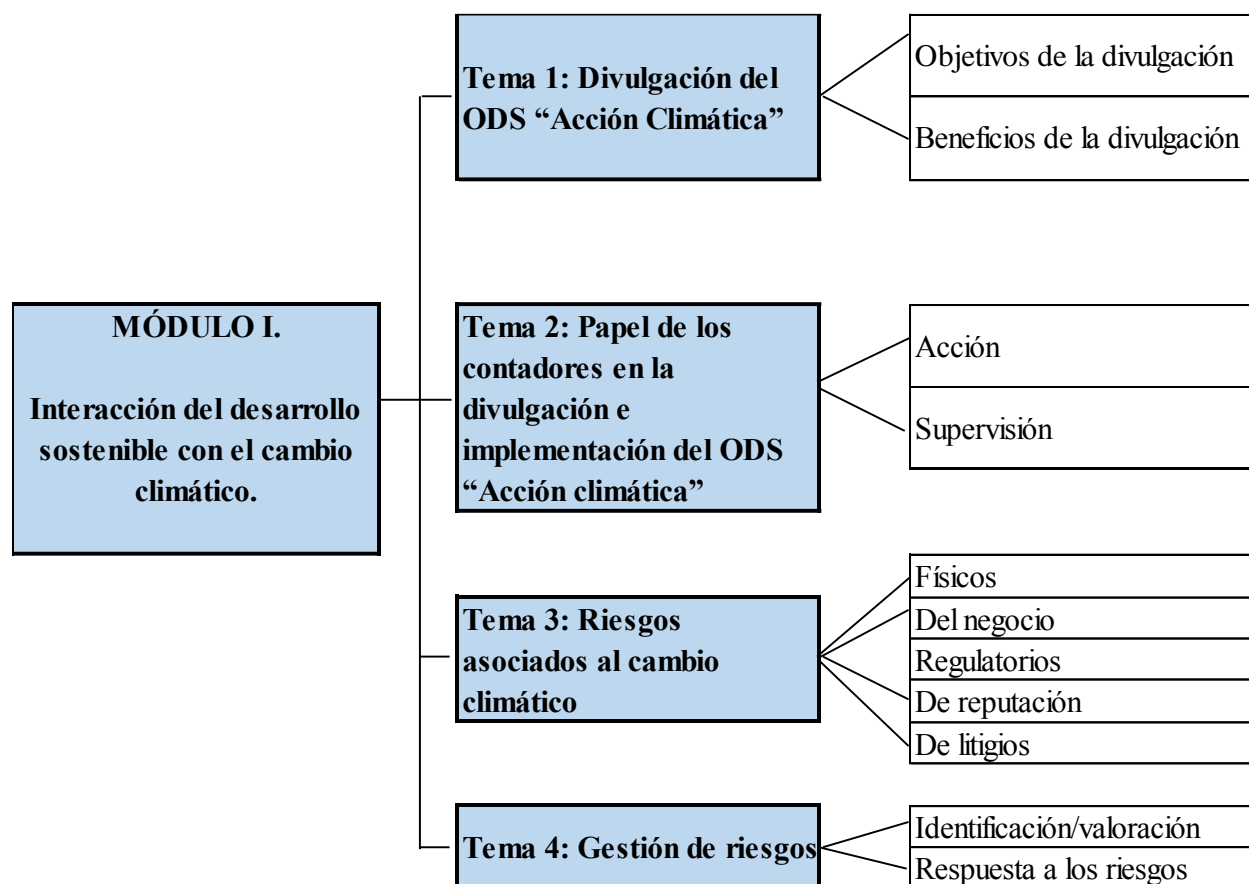 MÓDULO I.
Interacción del desarrollo
sostenible con el cambio
climático.
Tema 1: Divulgación del
ODS “Acción Climática”
Objetivos de la divulgación
Beneficios de la divulgación
Tema 2: Papel de los
contadores en la
divulgación e
implementación del ODS
“Acción climática”
Acción
Supervisión
Tema 3: Riesgos
asociados al cambio
climático
Físicos
Del negocio
Regulatorios
De reputación
De litigios
Tema 4: Gestión de riesgos
Identificación/valoración
Respuesta a los riesgos